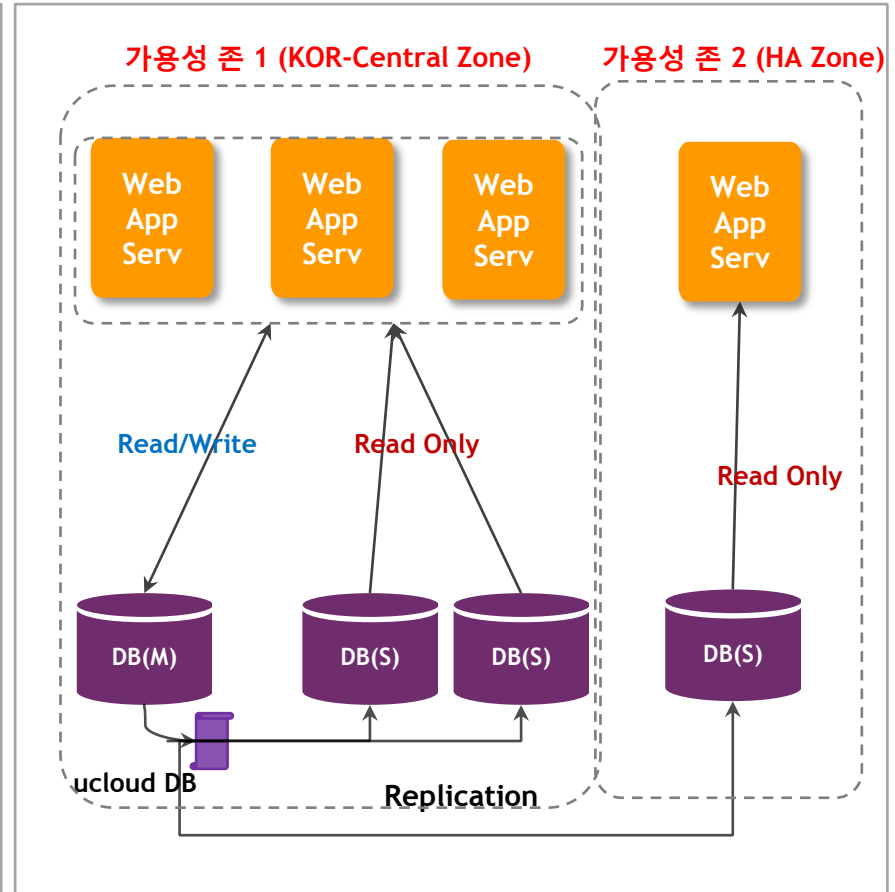 가용성 존 1 (KOR-Central Zone)
가용성 존 2 (HA Zone)
Web
App
Serv
Web
App
Serv
Web
App
Serv
Web
App
Serv
Read/Write
Read Only
Read Only
DB(M)
DB(S)
DB(S)
DB(S)
ucloud DB
Replication